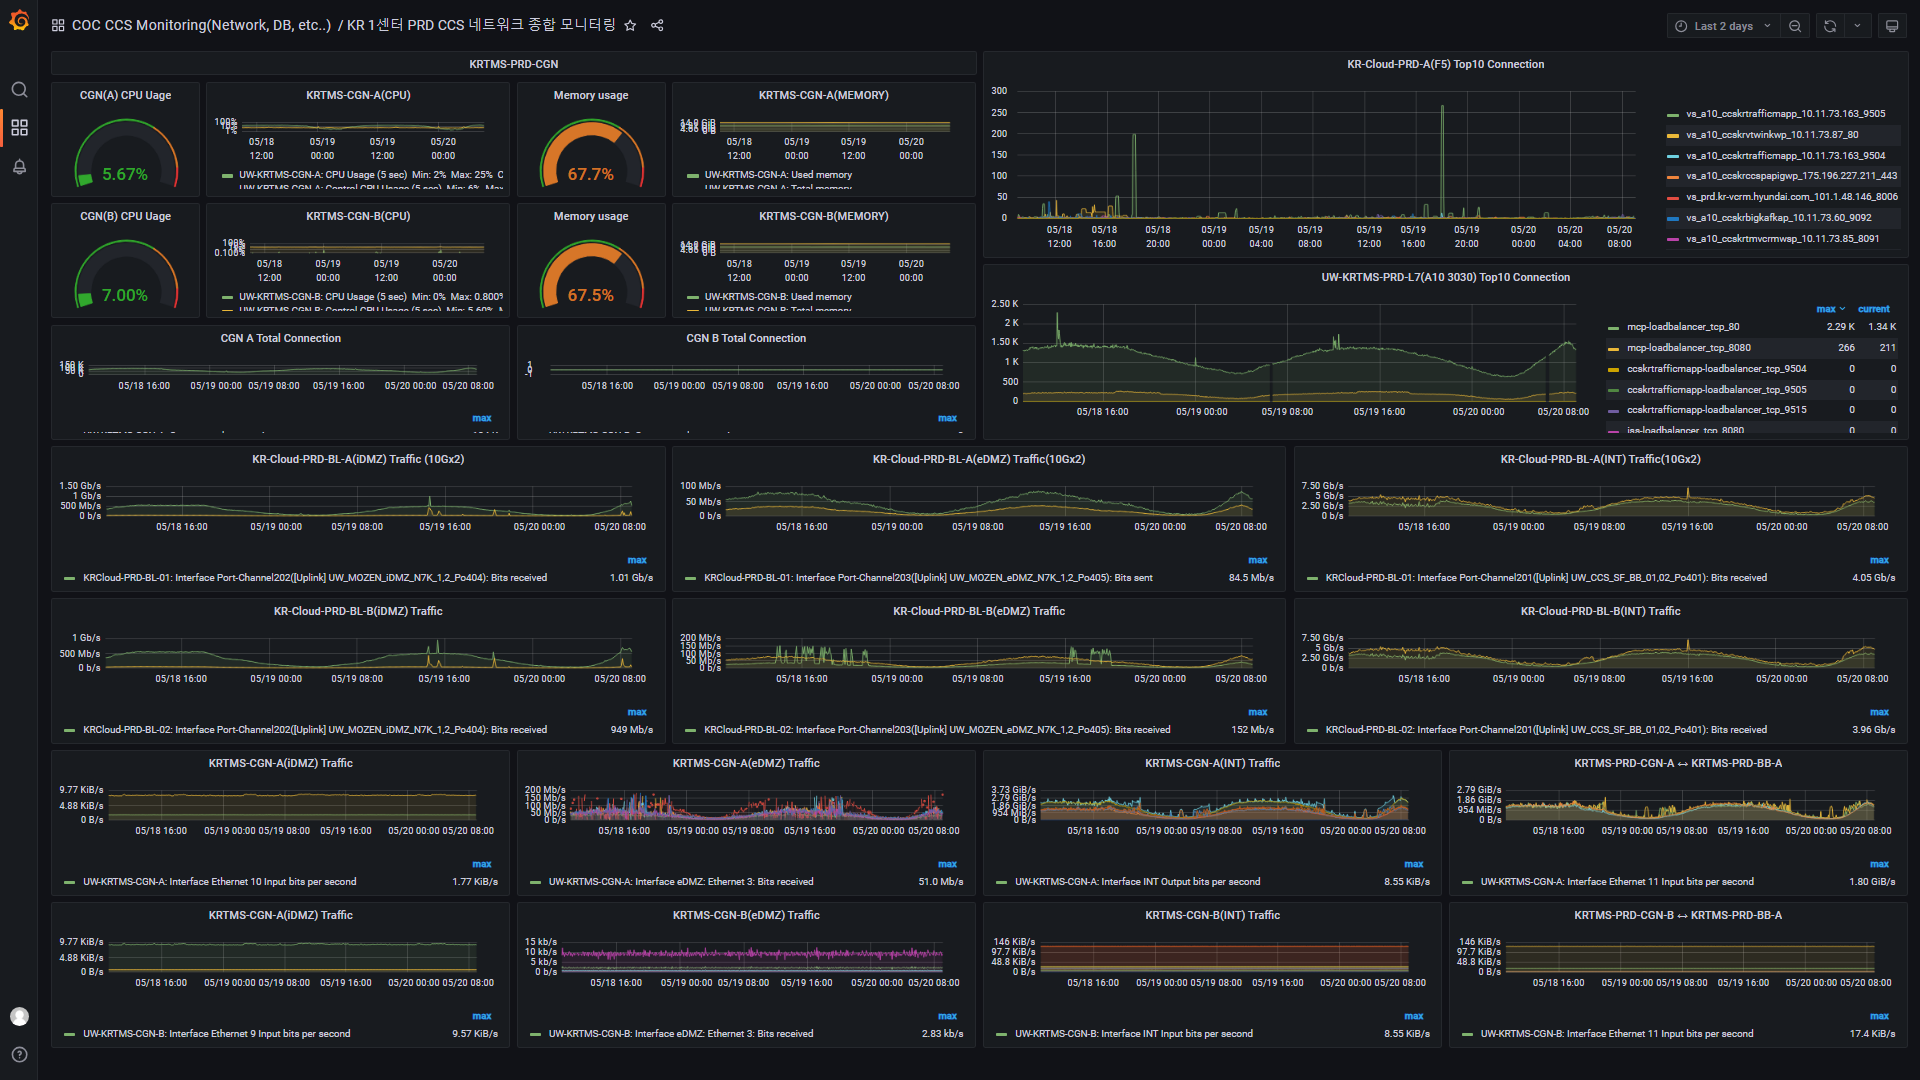 COC CCS Monitoring(Network, DB, etc..) / KR 1센터 PRD CCS 네트워크 종합 모니터링
Last 2 days
KRTMS-PRD-CGN
CGN(A) CPU Uage
5.67%
KRTMS-CGN-A(CPU)
100%
1%
05/18 12:00
05/19 00:00
05/19 12:00
05/20 00:00
UW-KRTMS-CGN-A: CPU Usage (5 sec) Min: 2% Max: 25%
Memory usage
67.7%
KRTMS-CGN-A(MEMORY)
05/18 12:00
05/19 00:00
05/19 12:00
05/20 00:00
UW-KRTMS-CGN-A: Used memory
UW-KRTMS-CGN-A: Total memory
CGN(B) CPU Uage
7.00%
KRTMS-CGN-B(CPU)
100%
0.100%
05/18 12:00
05/19 00:00
05/19 12:00
05/20 00:00
UW-KRTMS-CGN-B: CPU Usage (5 sec) Min: 0% Max: 0.800%
Memory usage
67.5%
KRTMS-CGN-B(MEMORY)
05/18 12:00
05/19 00:00
05/19 12:00
05/20 00:00
UW-KRTMS-CGN-B: Used memory
UW-KRTMS-CGN-B: Total memory
CGN A Total Connection
05/18 16:00 05/19 00:00 05/19 08:00 05/19 16:00 05/20 00:00 05/20 08:00
max
CGN B Total Connection
1
0
-1
05/18 16:00 05/19 00:00 05/19 08:00 05/19 16:00 05/20 00:00 05/20 08:00
max
KR-Cloud-PRD-A(F5) Top10 Connection
300
250
200
150
100
50
0
05/18 12:00
05/18 16:00
05/18 20:00
05/19 00:00
05/19 04:00
05/19 08:00
05/19 12:00
05/19 16:00
05/19 20:00
05/20 00:00
05/20 04:00
05/20 08:00
vs_a10_ccskrtrafficmapp_10.11.73.163_9505
vs_a10_ccskrvtwinkwp_10.11.73.87_80
vs_a10_ccskrtrafficmapp_10.11.73.163_9504
vs_a10_ccskrccspapigwp_175.196.227.211_443
vs_prd.kr-vcrm.hyundai.com_101.1.48.146_8006
vs_a10_ccskrbigkafkap_10.11.73.60_9092
vs_a10_ccskrtmvcrmwsp_10.11.73.85_8091
UW-KRTMS-PRD-L7(A10 3030) Top10 Connection
2.50 K
2 K
1.50 K
1 K
500
0
05/18 16:00 05/19 00:00 05/19 08:00 05/19 16:00 05/20 00:00 05/20 08:00
max current
mcp-loadbalancer_tcp_80 2.29 K 1.34 K
mcp-loadbalancer_tcp_8080 266 211
ccskrtrafficmapp-loadbalancer_tcp_9504 0 0
ccskrtrafficmapp-loadbalancer_tcp_9505 0 0
ccskrtrafficmapp-loadbalancer_tcp_9515 0 0
ias-loadbalancer_tcp_8080 0 0
KR-Cloud-PRD-BL-A(iDMZ) Traffic (10Gx2)
1.50 Gb/s
1 Gb/s
500 Mb/s
0 b/s
05/18 16:00 05/19 00:00 05/19 08:00 05/19 16:00 05/20 00:00 05/20 08:00
max
KRCloud-PRD-BL-01: Interface Port-Channel202([Uplink] UW_MOZEN_iDMZ_N7K_1,2_Po404): Bits received 1.01 Gb/s
KR-Cloud-PRD-BL-A(eDMZ) Traffic(10Gx2)
100 Mb/s
50 Mb/s
0 b/s
05/18 16:00 05/19 00:00 05/19 08:00 05/19 16:00 05/20 00:00 05/20 08:00
max
KRCloud-PRD-BL-01: Interface Port-Channel203([Uplink] UW_MOZEN_eDMZ_N7K_1,2_Po405): Bits sent 84.5 Mb/s
KR-Cloud-PRD-BL-A(INT) Traffic(10Gx2)
7.50 Gb/s
5 Gb/s
2.50 Gb/s
0 b/s
05/18 16:00 05/19 00:00 05/19 08:00 05/19 16:00 05/20 00:00 05/20 08:00
max
KRCloud-PRD-BL-01: Interface Port-Channel201([Uplink] UW_CCS_SF_BB_01,02_Po401): Bits received 4.05 Gb/s
KR-Cloud-PRD-BL-B(iDMZ) Traffic
1 Gb/s
500 Mb/s
0 b/s
05/18 16:00 05/19 00:00 05/19 08:00 05/19 16:00 05/20 00:00 05/20 08:00
max
KRCloud-PRD-BL-02: Interface Port-Channel202([Uplink] UW_MOZEN_iDMZ_N7K_1,2_Po404): Bits received 949 Mb/s
KR-Cloud-PRD-BL-B(eDMZ) Traffic
200 Mb/s
150 Mb/s
100 Mb/s
50 Mb/s
0 b/s
05/18 16:00 05/19 00:00 05/19 08:00 05/19 16:00 05/20 00:00 05/20 08:00
max
KRCloud-PRD-BL-02: Interface Port-Channel203([Uplink] UW_MOZEN_eDMZ_N7K_1,2_Po405): Bits received 152 Mb/s
KR-Cloud-PRD-BL-B(INT) Traffic
7.50 Gb/s
5 Gb/s
2.50 Gb/s
0 b/s
05/18 16:00 05/19 00:00 05/19 08:00 05/19 16:00 05/20 00:00 05/20 08:00
max
KRCloud-PRD-BL-02: Interface Port-Channel201([Uplink] UW_CCS_SF_BB_01,02_Po401): Bits received 3.96 Gb/s
KRTMS-CGN-A(iDMZ) Traffic
9.77 KiB/s
4.88 KiB/s
0 B/s
05/18 16:00 05/19 00:00 05/19 08:00 05/19 16:00 05/20 00:00 05/20 08:00
max
UW-KRTMS-CGN-A: Interface Ethernet 10 Input bits per second 1.77 KiB/s
KRTMS-CGN-A(eDMZ) Traffic
200 Mb/s
150 Mb/s
100 Mb/s
50 Mb/s
0 b/s
05/18 16:00 05/19 00:00 05/19 08:00 05/19 16:00 05/20 00:00 05/20 08:00
max
UW-KRTMS-CGN-A: Interface eDMZ: Ethernet 3: Bits received 51.0 Mb/s
KRTMS-CGN-A(INT) Traffic
3.73 GiB/s
2.79 GiB/s
1.86 GiB/s
954 MiB/s
0 B/s
05/18 16:00 05/19 00:00 05/19 08:00 05/19 16:00 05/20 00:00 05/20 08:00
max
UW-KRTMS-CGN-A: Interface INT Output bits per second 8.55 KiB/s
KRTMS-PRD-CGN-A ↔ KRTMS-PRD-BB-A
2.79 GiB/s
1.86 GiB/s
954 MiB/s
0 B/s
05/18 16:00 05/19 00:00 05/19 08:00 05/19 16:00 05/20 00:00 05/20 08:00
max
UW-KRTMS-CGN-A: Interface Ethernet 11 Input bits per second 1.80 GiB/s
KRTMS-CGN-A(iDMZ) Traffic
9.77 KiB/s
4.88 KiB/s
0 B/s
05/18 16:00 05/19 00:00 05/19 08:00 05/19 16:00 05/20 00:00 05/20 08:00
max
UW-KRTMS-CGN-B: Interface Ethernet 9 Input bits per second 9.57 KiB/s
KRTMS-CGN-B(eDMZ) Traffic
15 kb/s
10 kb/s
5 kb/s
0 b/s
05/18 16:00 05/19 00:00 05/19 08:00 05/19 16:00 05/20 00:00 05/20 08:00
max
UW-KRTMS-CGN-B: Interface eDMZ: Ethernet 3: Bits received 2.83 kb/s
KRTMS-CGN-B(INT) Traffic
146 KiB/s
97.7 KiB/s
48.8 KiB/s
0 B/s
05/18 16:00 05/19 00:00 05/19 08:00 05/19 16:00 05/20 00:00 05/20 08:00
max
UW-KRTMS-CGN-B: Interface INT Input bits per second 8.55 KiB/s
KRTMS-PRD-CGN-B ↔ KRTMS-PRD-BB-A
146 KiB/s
97.7 KiB/s
48.8 KiB/s
0 B/s
05/18 16:00 05/19 00:00 05/19 08:00 05/19 16:00 05/20 00:00 05/20 08:00
max
UW-KRTMS-CGN-B: Interface Ethernet 11 Input bits per second 17.4 KiB/s